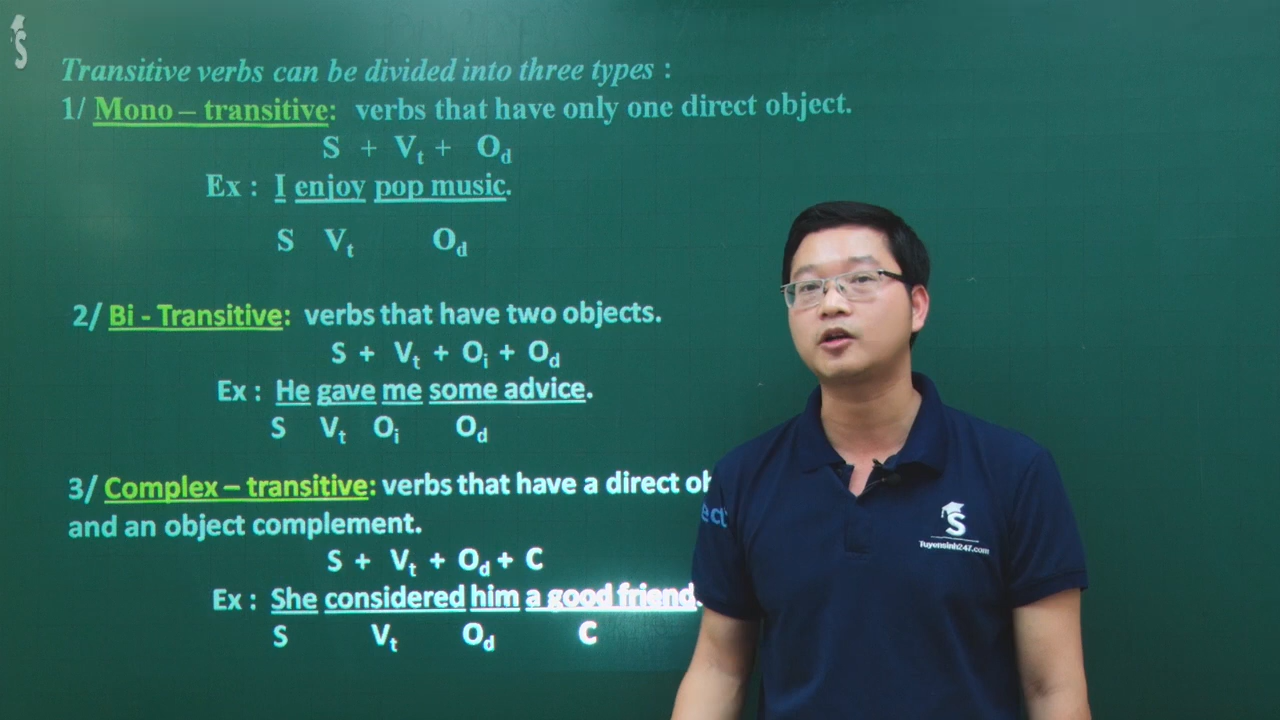 Transitive verbs can be divided into three types :
1/ Mono – transitive: verbs that have only one direct object.
S + Vt + Od
Ex : I enjoy pop music.
S Vt Od
2/ Bi - Transitive: verbs that have two objects.
S + Vt + Oi + Od
Ex : He gave me some advice.
S Vt Oi Od
3/ Complex – transitive: verbs that have a direct object
and an object complement.
S + Vt + Od + C
Ex : She considered him a good friend.
S Vt Od C
S
Tuyensinh247.com
S